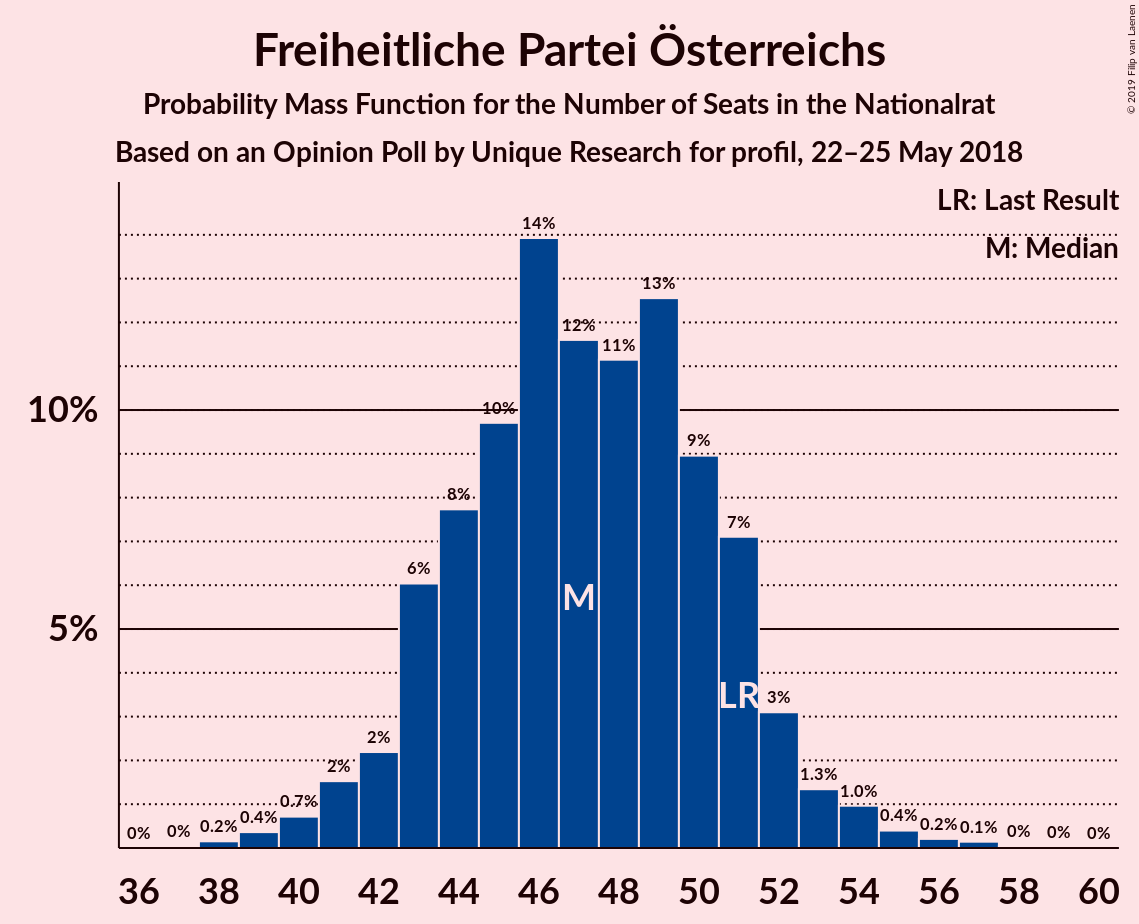 Freiheitliche Partei Österreichs
Probability Mass Function for the Number of Seats in the Nationalrat
Based on an Opinion Poll by Unique Research for profil, 22–25 May 2018
© 2019 Filip van Laenen
LR: Last Result
M: Median
10%
5%
0% 0% 0.2% 0.4% 0.7% 2% 2% 6% 8% 10% 14% 12% 11% 13% 9% 7% 3% 1.3% 1.0% 0.4% 0.2% 0.1% 0% 0% 0%
M
LR
36 38 40 42 44 46 48 50 52 54 56 58 60